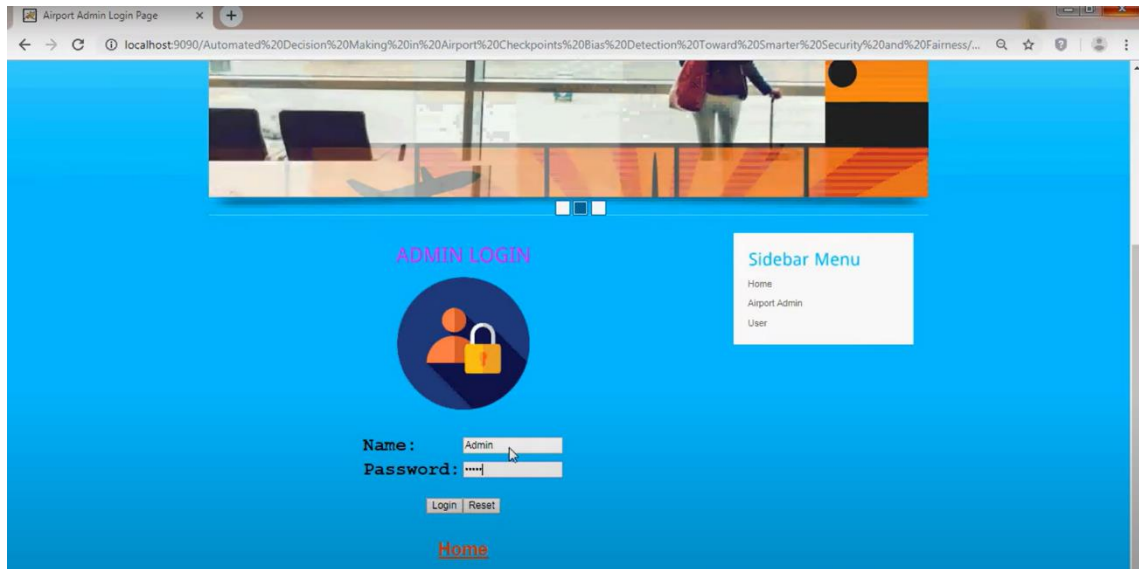 Airport Admin Login Page
localhost:9090/Automated%20Decision%20Making%20in%20Airport%20Checkpoints%20Bias%20Detection%20Toward%20Smarter%20Security%20and%20Fairness/...
ADMIN LOGIN
Sidebar Menu
Home
Airport Admin
User
Name: Admin
Password: •••••
Login Reset
Home